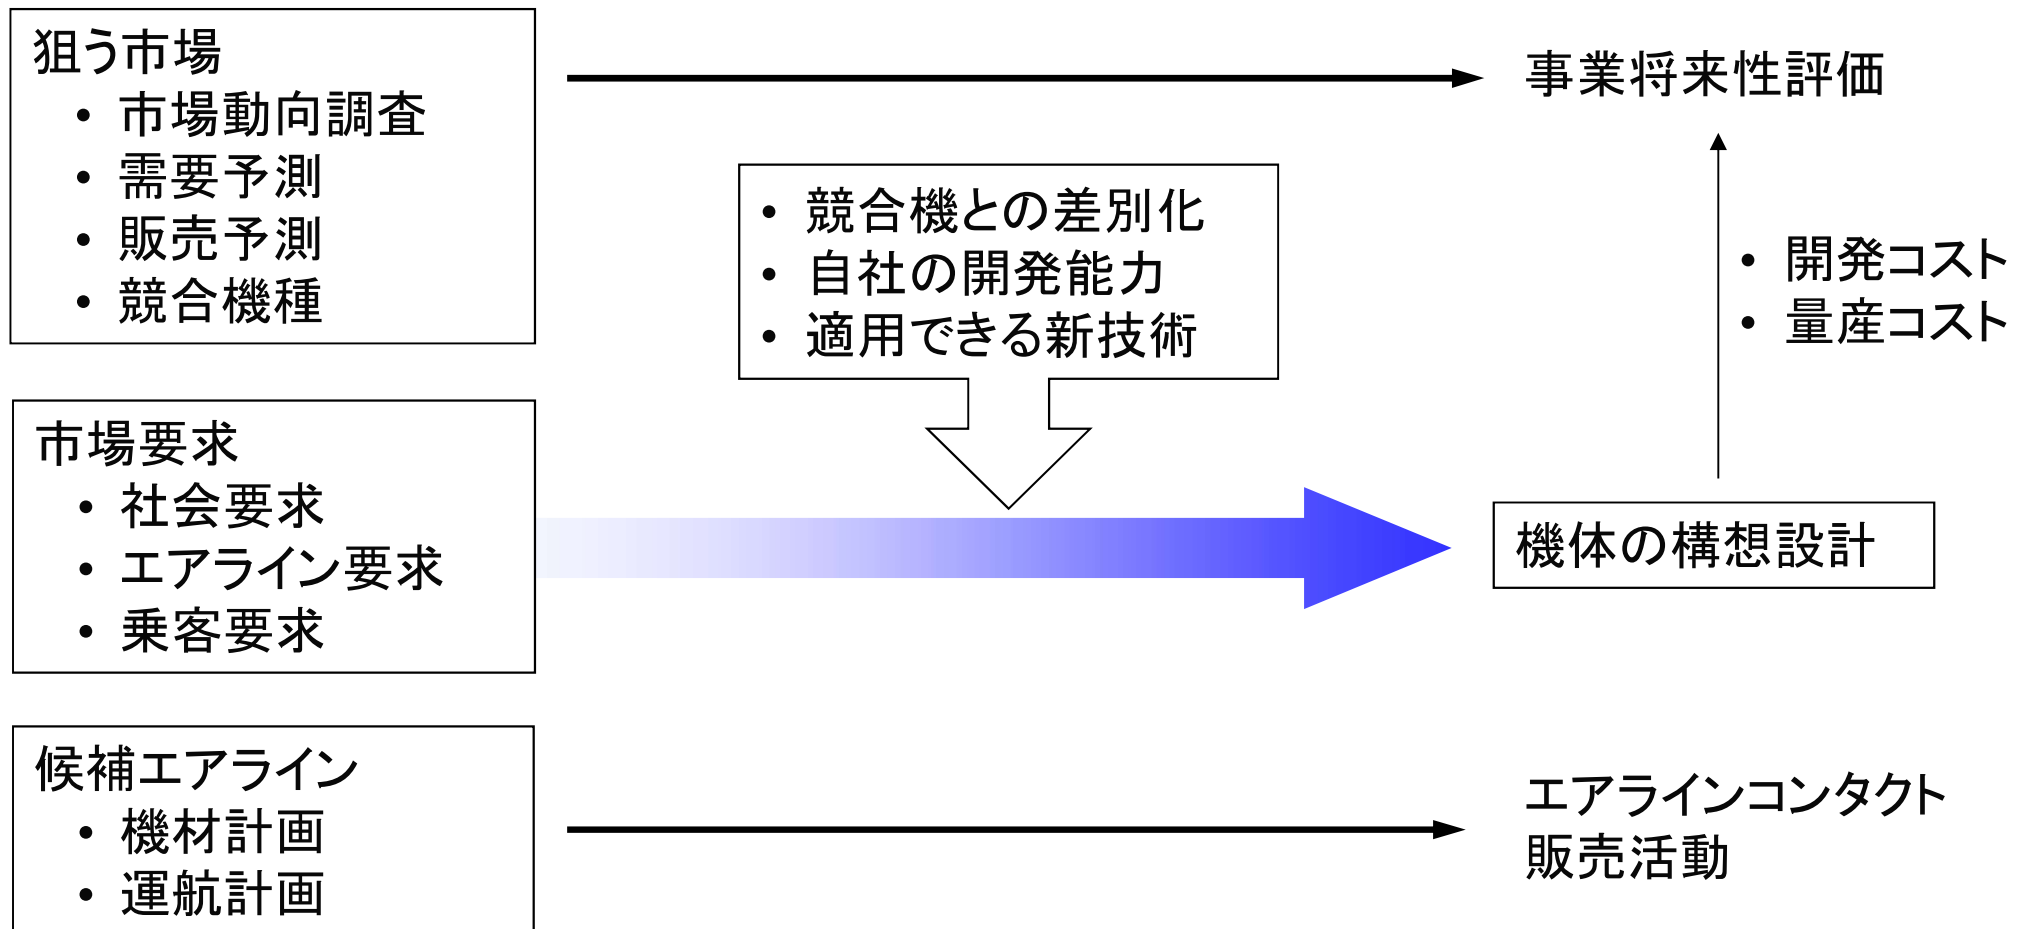 狙う市場
• 市場動向調査
• 需要予測
• 販売予測
• 競合機種
事業将来性評価
• 競合機との差別化
• 自社の開発能力
• 適用できる新技術
• 開発コスト
• 量産コスト
市場要求
• 社会要求
• エアライン要求
• 乗客要求
機体の構想設計
候補エアライン
• 機材計画
• 運航計画
エアラインコンタクト
販売活動